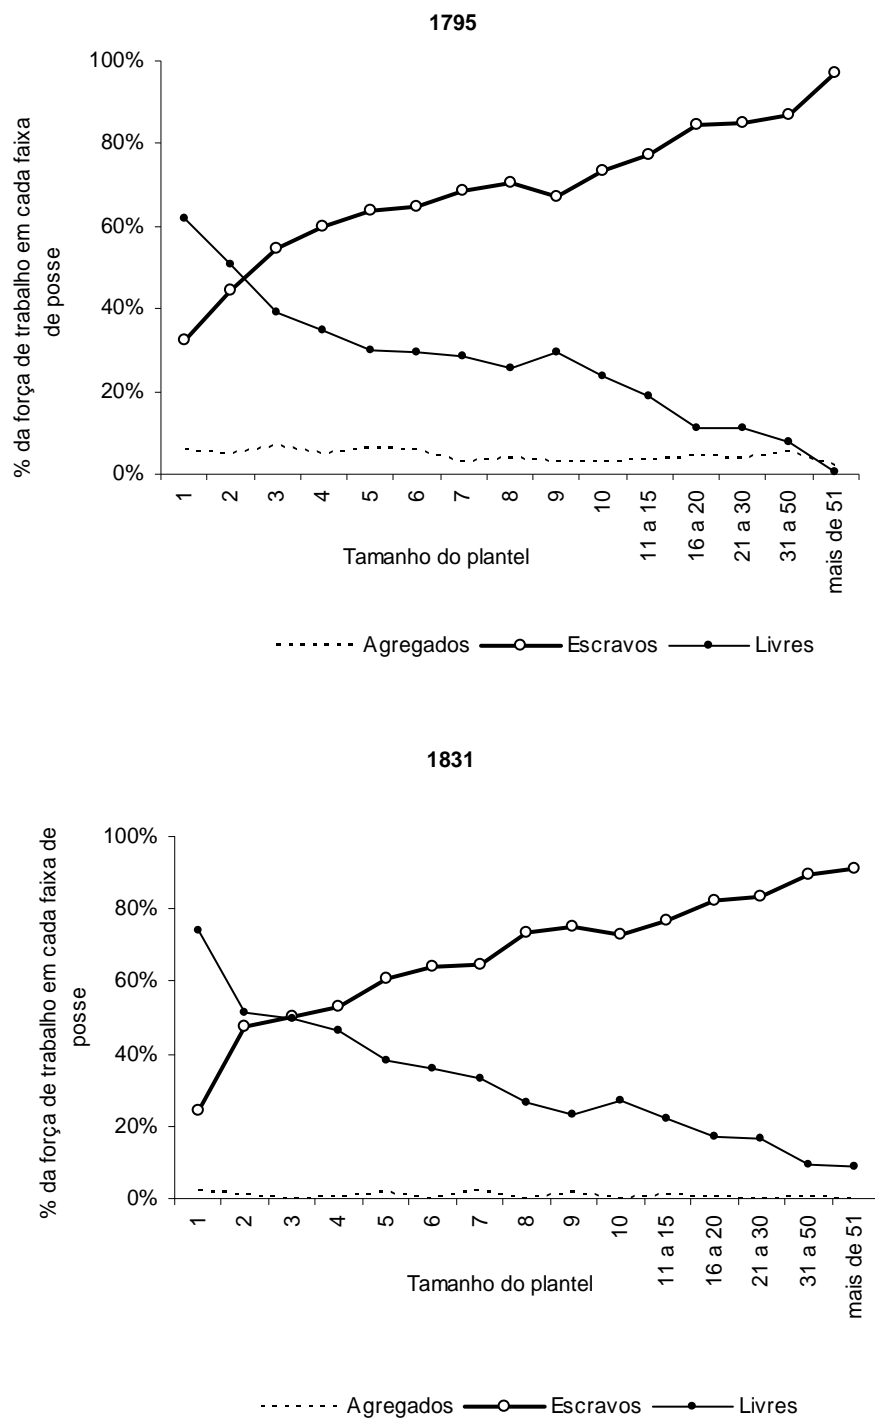 1795
% da força de trabalho em cada faixa
de posse
100%
80%
60%
40%
20%
0%
1
2
3
4
5
6
7
8
9
10
11 a 15
16 a 20
21 a 30
31 a 50
mais de 51
Tamanho do plantel
Agregados Escravos Livres
1831
% da força de trabalho em cada faixa de
posse
100%
80%
60%
40%
20%
0%
1
2
3
4
5
6
7
8
9
10
11 a 15
16 a 20
21 a 30
31 a 50
mais de 51
Tamanho do plantel
Agregados Escravos Livres